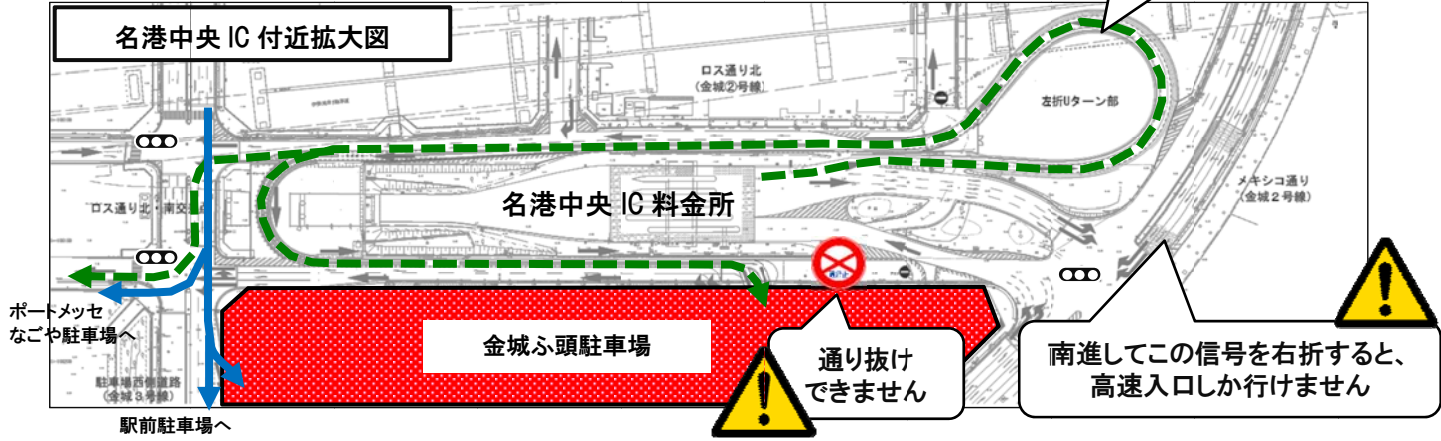 名港中央 IC 付近拡大図
ロス通り北
(金城②号線)
左折Uターン部
メキシコ通り
(金城2号線)
名港中央 IC 料金所
ロス通り北・南交
ポートメッセ
なごや駐車場へ
金城ふ頭駐車場
通り抜け
できません
南進してこの信号を右折すると、
高速入口しか行けません
駐車場西側道路
(金城3号線)
駅前駐車場へ